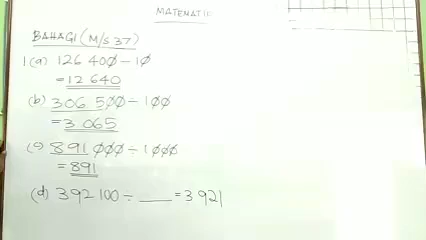 MATEMATIK
BAHAGI (M/S 37)
1(a) 126 400 ÷ 10
= 12 640
(b) 306 500 ÷ 100
= 3 065
(c) 891 000 ÷ 1 000
= 891
(d) 392 100 ÷ ____ = 3 921